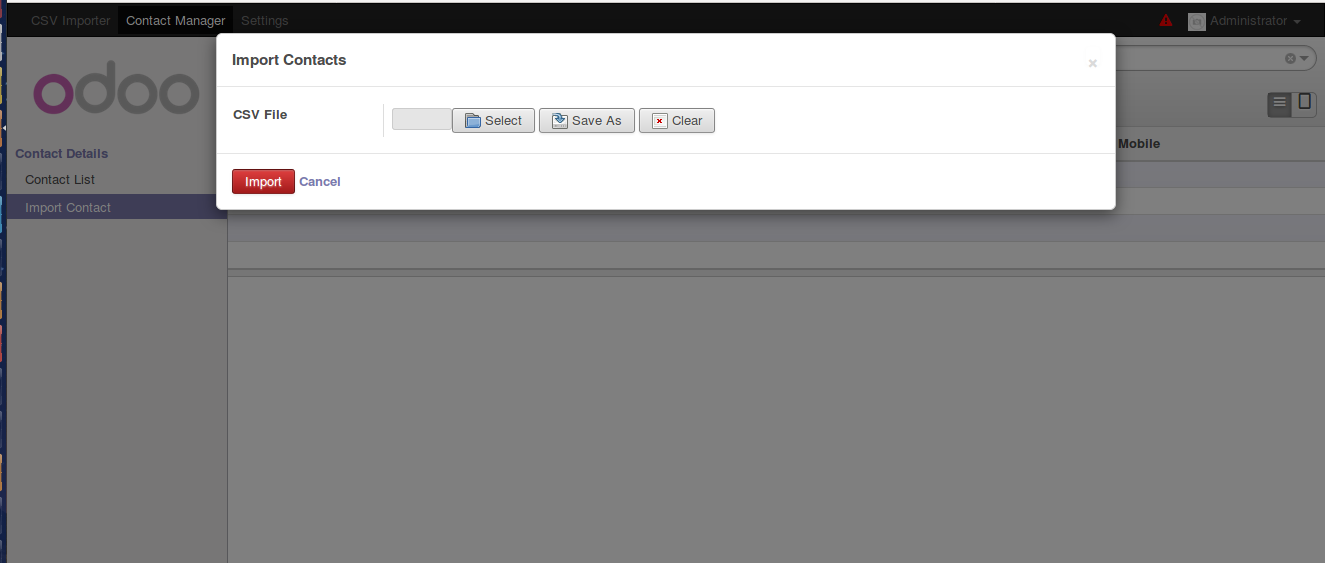 CSV Importer Contact Manager Settings Administrator
Import Contacts ×
odoo
CSV File Select Save As Clear
Mobile
Contact Details
Contact List
Import Cancel
Import Contact